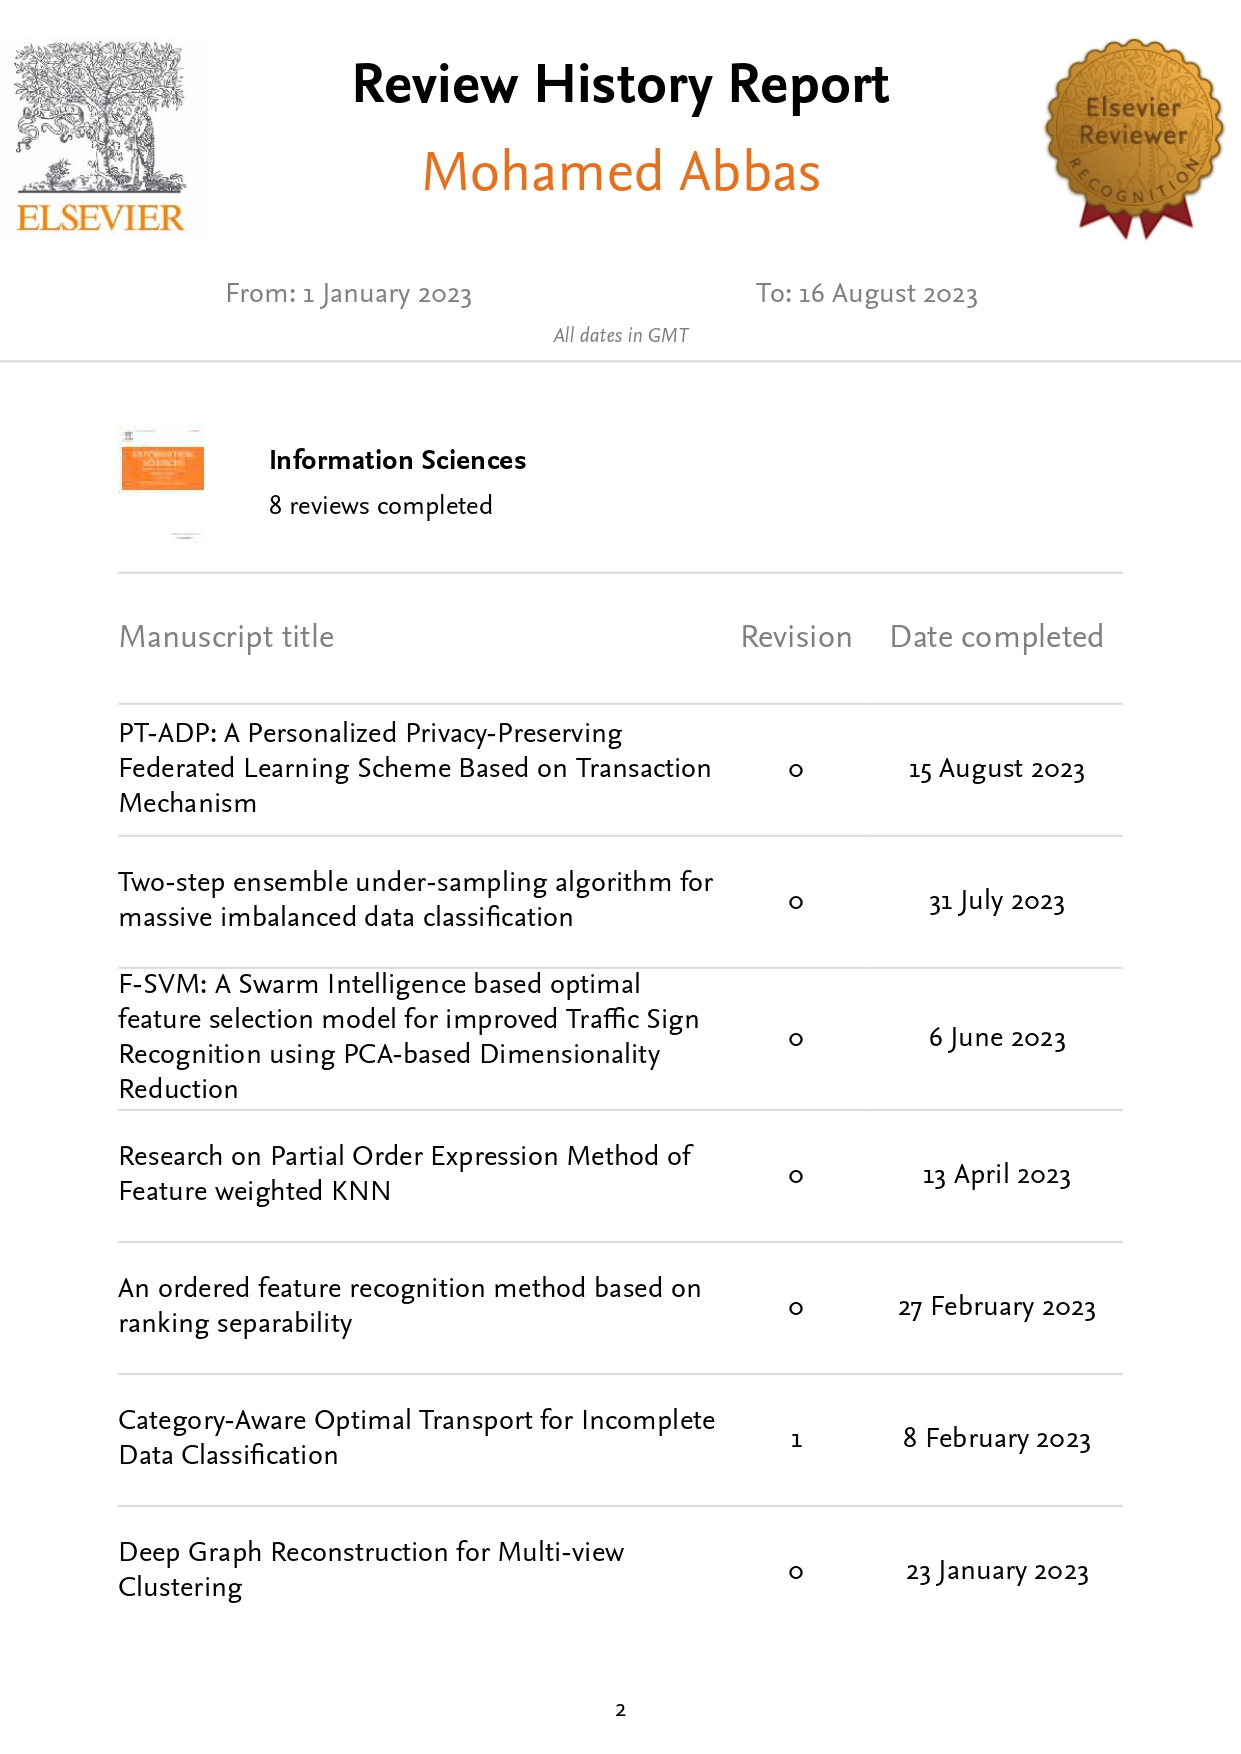 Review History Report
Mohamed Abbas
ELSEVIER
Elsevier
Reviewer
RECOGNITION
From: 1 January 2023
To: 16 August 2023
All dates in GMT
INFORMATION
SCIENCES
Information Sciences
8 reviews completed
Manuscript title Revision Date completed
PT-ADP: A Personalized Privacy-Preserving
Federated Learning Scheme Based on Transaction
Mechanism
0
15 August 2023
Two-step ensemble under-sampling algorithm for
massive imbalanced data classification
0
31 July 2023
F-SVM: A Swarm Intelligence based optimal
feature selection model for improved Traffic Sign
Recognition using PCA-based Dimensionality
Reduction
0
6 June 2023
Research on Partial Order Expression Method of
Feature weighted KNN
0
13 April 2023
An ordered feature recognition method based on
ranking separability
0
27 February 2023
Category-Aware Optimal Transport for Incomplete
Data Classification
1
8 February 2023
Deep Graph Reconstruction for Multi-view
Clustering
0
23 January 2023
2